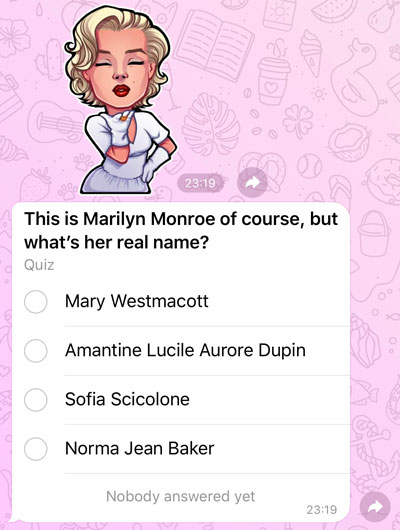 23:19
This is Marilyn Monroe of course, but
what’s her real name?
Quiz
Mary Westmacott
Amantine Lucile Aurore Dupin
Sofia Scicolone
Norma Jean Baker
Nobody answered yet
23:19